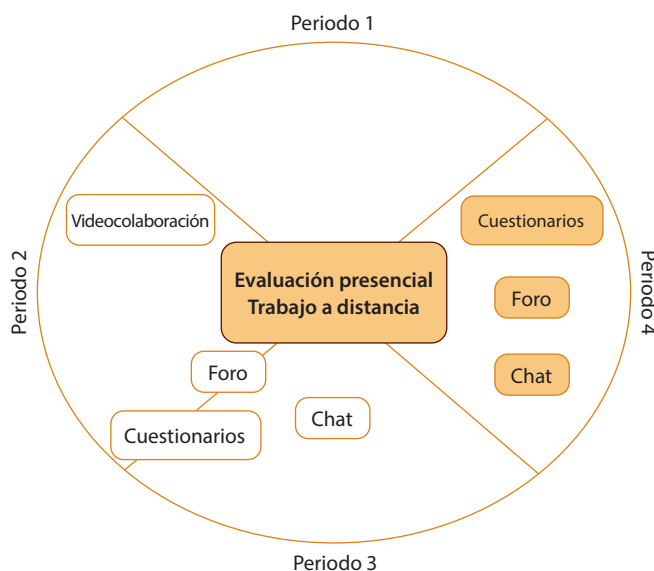 Periodo 1
Videocolaboración
Cuestionarios
Periodo 2
Evaluación presencial
Trabajo a distancia
Foro
Periodo 4
Foro
Chat
Chat
Cuestionarios
Periodo 3